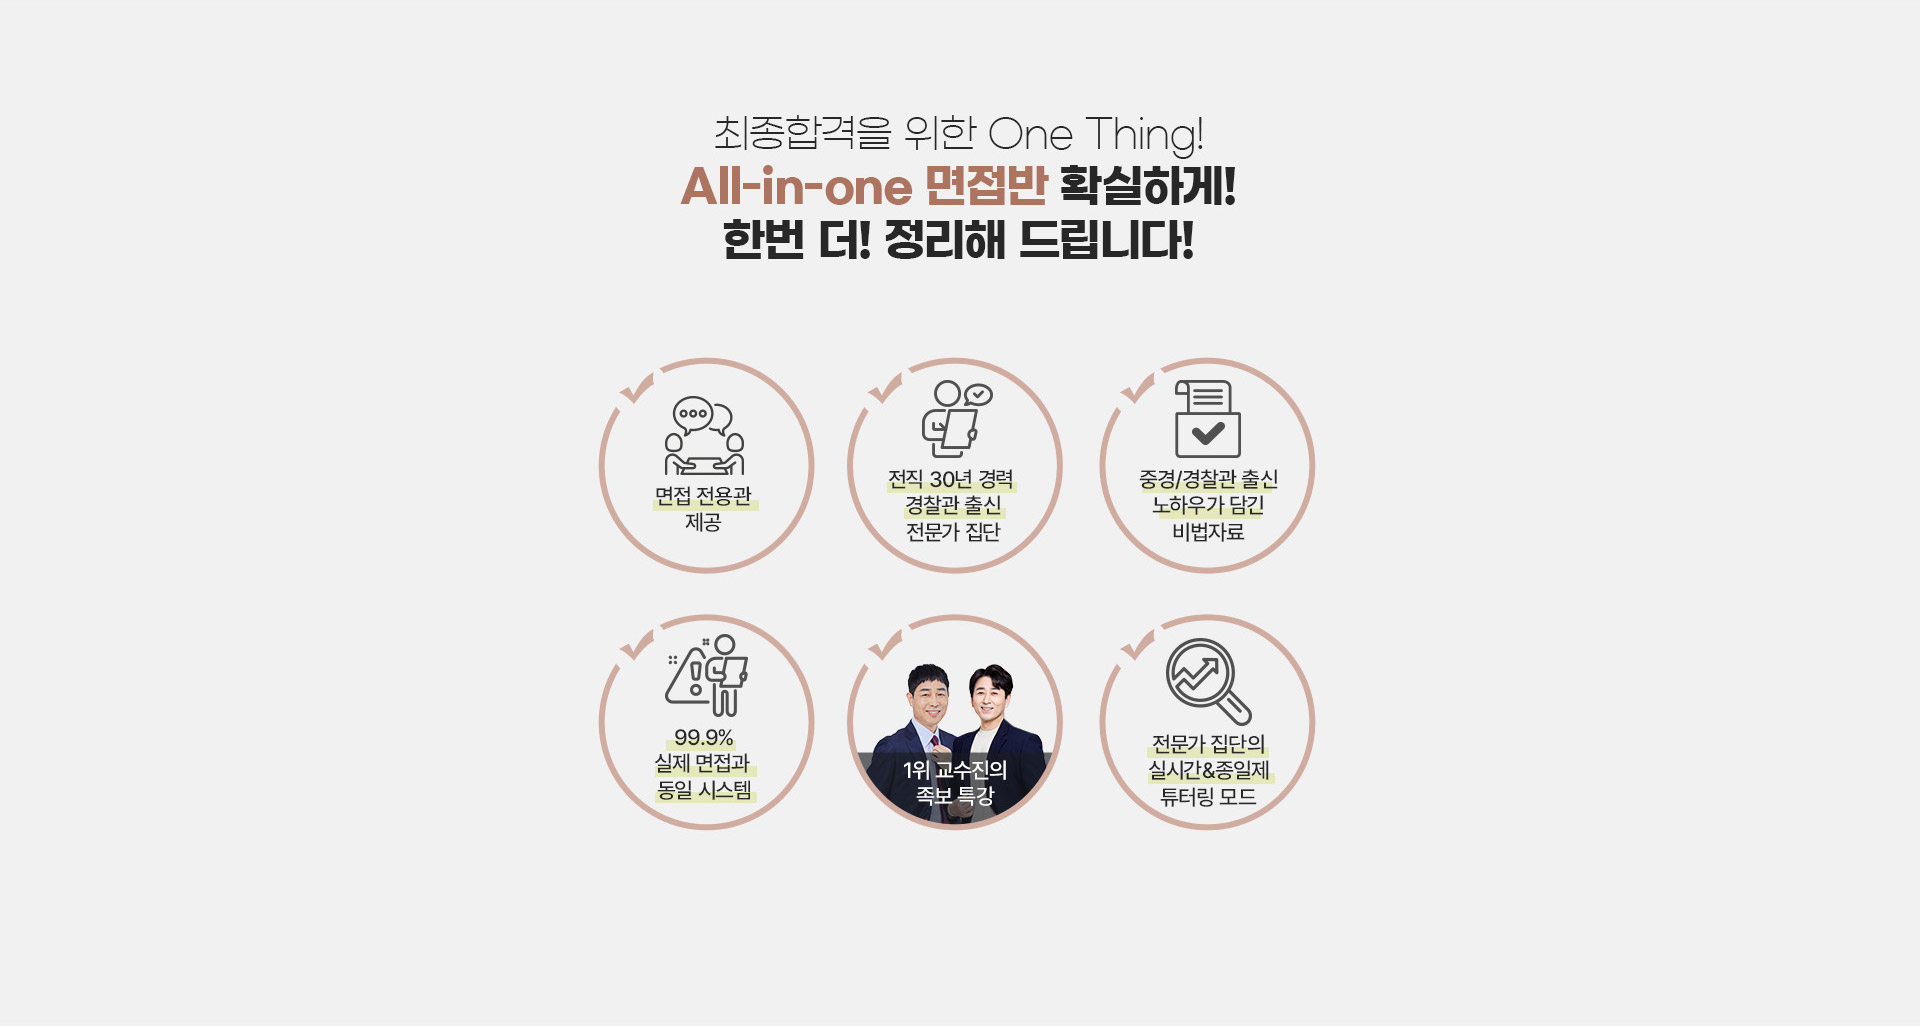 최종합격을 위한 One Thing!
All-in-one 면접반 확실하게!
한번 더! 정리해 드립니다!
면접 전용관
제공
전직 30년 경력
경찰관 출신
전문가 집단
중경/경찰관 출신
노하우가 담긴
비법자료
99.9%
실제 면접과
동일 시스템
1위 교수진의
족보 특강
전문가 집단의
실시간&종일제
튜터링 모드